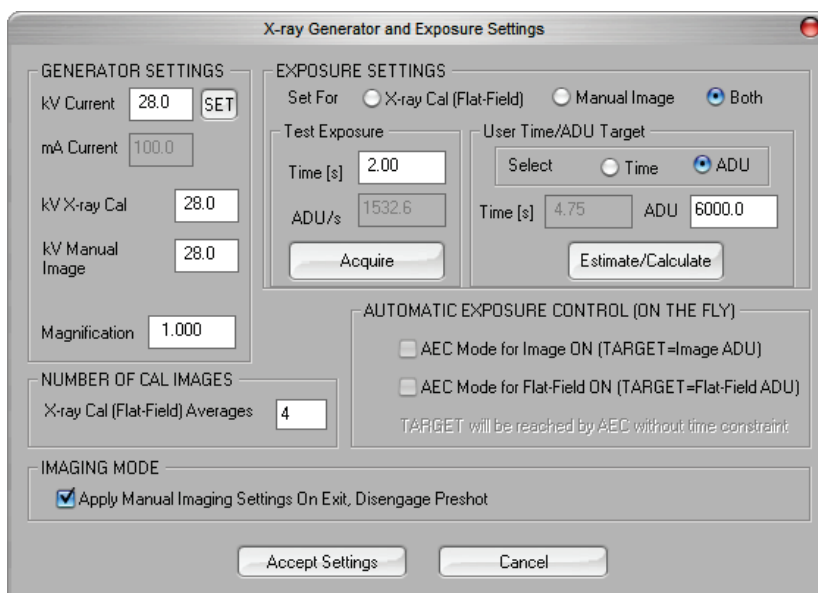 X-ray Generator and Exposure Settings
GENERATOR SETTINGS
kV Current 28.0 SET
mA Current 100.0
kV X-ray Cal 28.0
kV Manual Image 28.0
Magnification 1.000
EXPOSURE SETTINGS
Set For X-ray Cal (Flat-Field) Manual Image Both
Test Exposure
Time [s] 2.00
ADU/s 1532.6
Acquire
User Time/ADU Target
Select Time ADU
Time [s] 4.75 ADU 6000.0
Estimate/Calculate
AUTOMATIC EXPOSURE CONTROL (ON THE FLY)
AEC Mode for Image ON (TARGET=Image ADU)
AEC Mode for Flat-Field ON (TARGET=Flat-Field ADU)
TARGET will be reached by AEC without time constraint
NUMBER OF CAL IMAGES
X-ray Cal (Flat-Field) Averages 4
IMAGING MODE
Apply Manual Imaging Settings On Exit, Disengage Preshot
Accept Settings Cancel